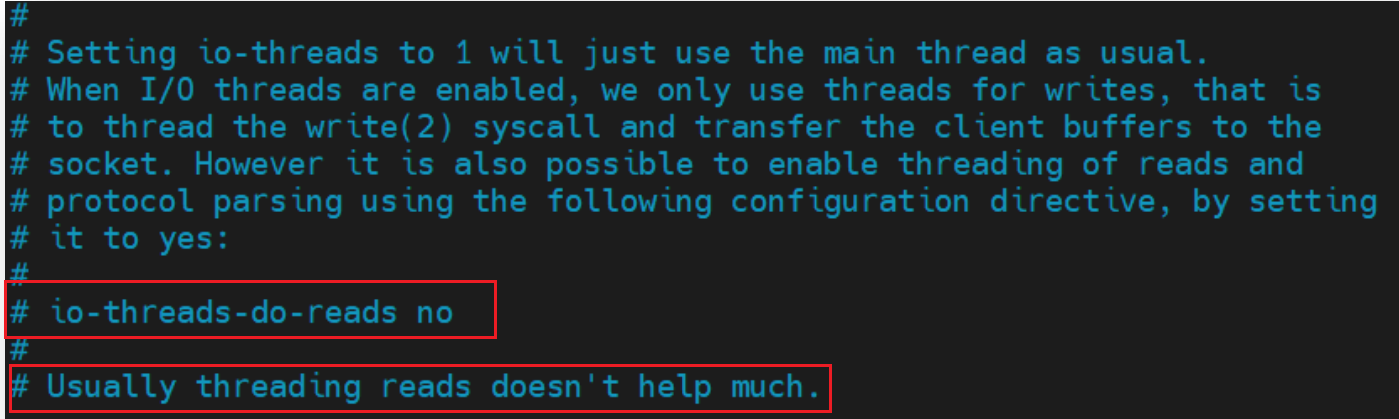 #
# Setting io-threads to 1 will just use the main thread as usual.
# When I/O threads are enabled, we only use threads for writes, that is
# to thread the write(2) syscall and transfer the client buffers to the
# socket. However it is also possible to enable threading of reads and
# protocol parsing using the following configuration directive, by setting
# it to yes:
#
# io-threads-do-reads no
#
# Usually threading reads doesn't help much.